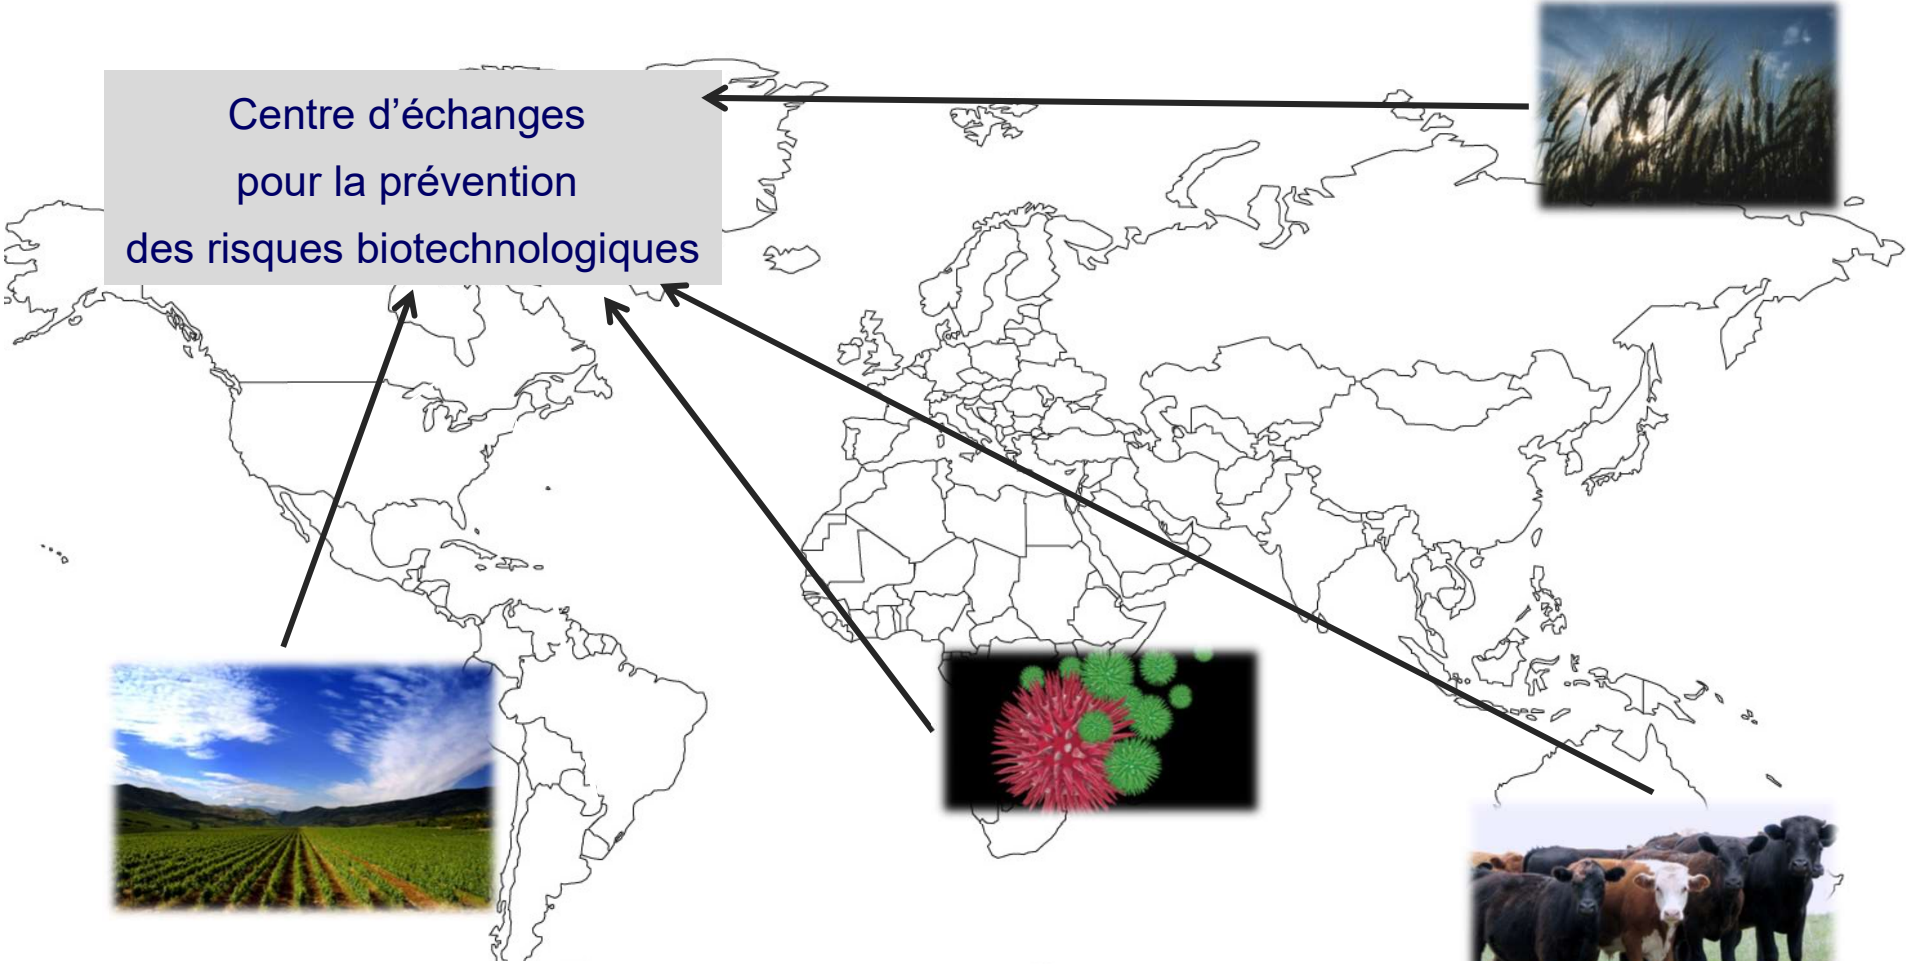 Centre d’échanges
pour la prévention
des risques biotechnologiques